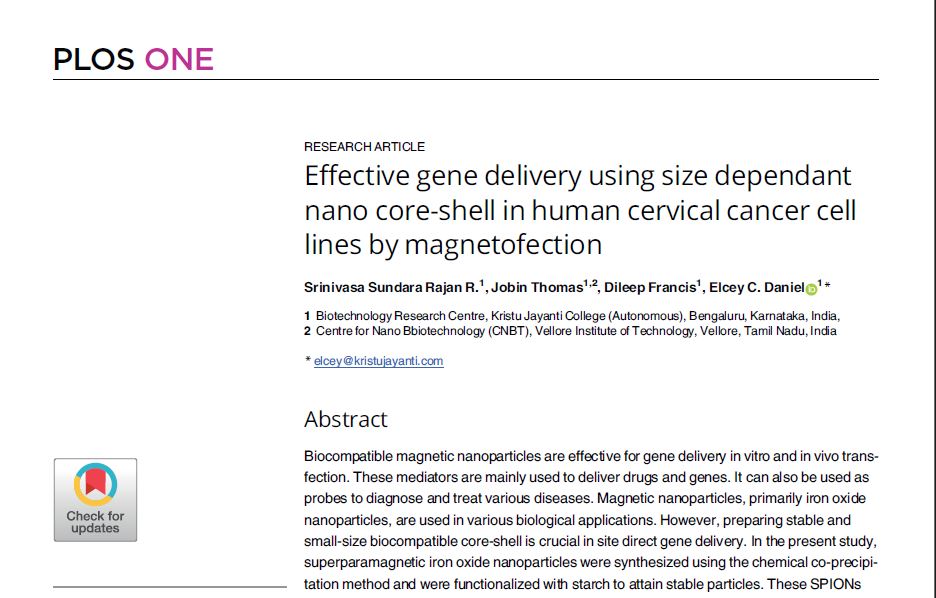 PLOS ONE
RESEARCH ARTICLE
Effective gene delivery using size dependant
nano core-shell in human cervical cancer cell
lines by magnetofection
Srinivasa Sundara Rajan R.1, Jobin Thomas1,2, Dileep Francis1, Elcey C. Daniel iD 1*
1 Biotechnology Research Centre, Kristu Jayanti College (Autonomous), Bengaluru, Karnataka, India,
2 Centre for Nano Bbiotechnology (CNBT), Vellore Institute of Technology, Vellore, Tamil Nadu, India
* elcey@kristujayanti.com
Abstract
Biocompatible magnetic nanoparticles are effective for gene delivery in vitro and in vivo trans-
fection. These mediators are mainly used to deliver drugs and genes. It can also be used as
probes to diagnose and treat various diseases. Magnetic nanoparticles, primarily iron oxide
nanoparticles, are used in various biological applications. However, preparing stable and
small-size biocompatible core-shell is crucial in site direct gene delivery. In the present study,
superparamagnetic iron oxide nanoparticles were synthesized using the chemical co-precipi-
tation method and were functionalized with starch to attain stable particles. These SPIONs
Check for
updates